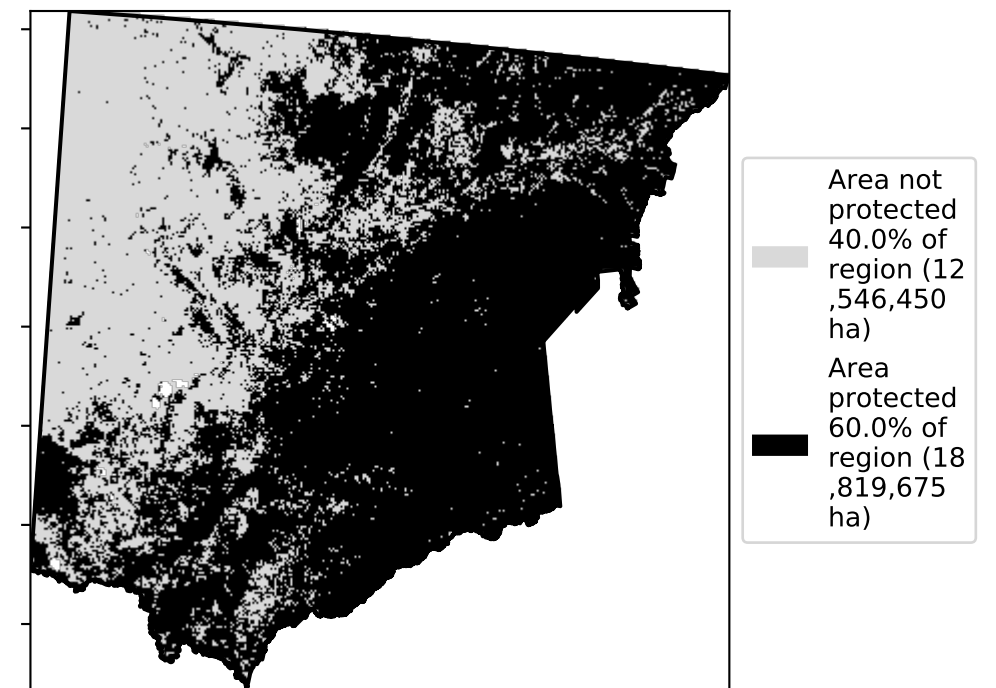 Area not
protected
40.0% of
region (12
,546,450
ha)
Area
protected
60.0% of
region (18
,819,675
ha)